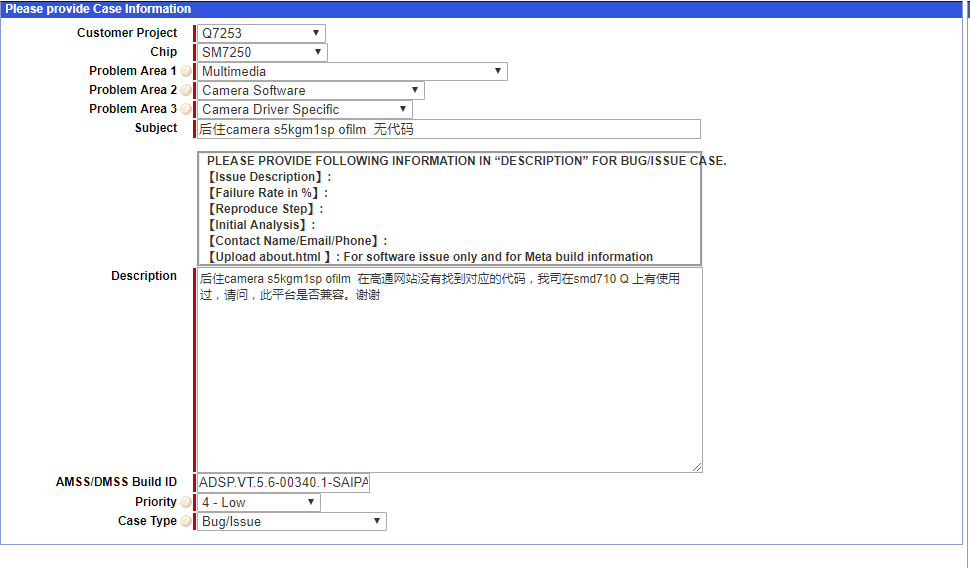 Please provide Case Information
Customer Project Q7253
Chip SM7250
Problem Area 1 Multimedia
Problem Area 2 Camera Software
Problem Area 3 Camera Driver Specific
Subject 后住camera s5kgm1sp ofilm 无代码
PLEASE PROVIDE FOLLOWING INFORMATION IN “DESCRIPTION” FOR BUG/ISSUE CASE.
【Issue Description】:
【Failure Rate in %】:
【Reproduce Step】:
【Initial Analysis】:
【Contact Name/Email/Phone】:
【Upload about.html 】: For software issue only and for Meta build information
Description
后住camera s5kgm1sp ofilm 在高通网站没有找到对应的代码，我司在smd710 Q 上有使用
过，请问，此平台是否兼容。谢谢
AMSS/DMSS Build ID ADSP.VT.5.6-00340.1-SAIPA
Priority 4 - Low
Case Type Bug/Issue